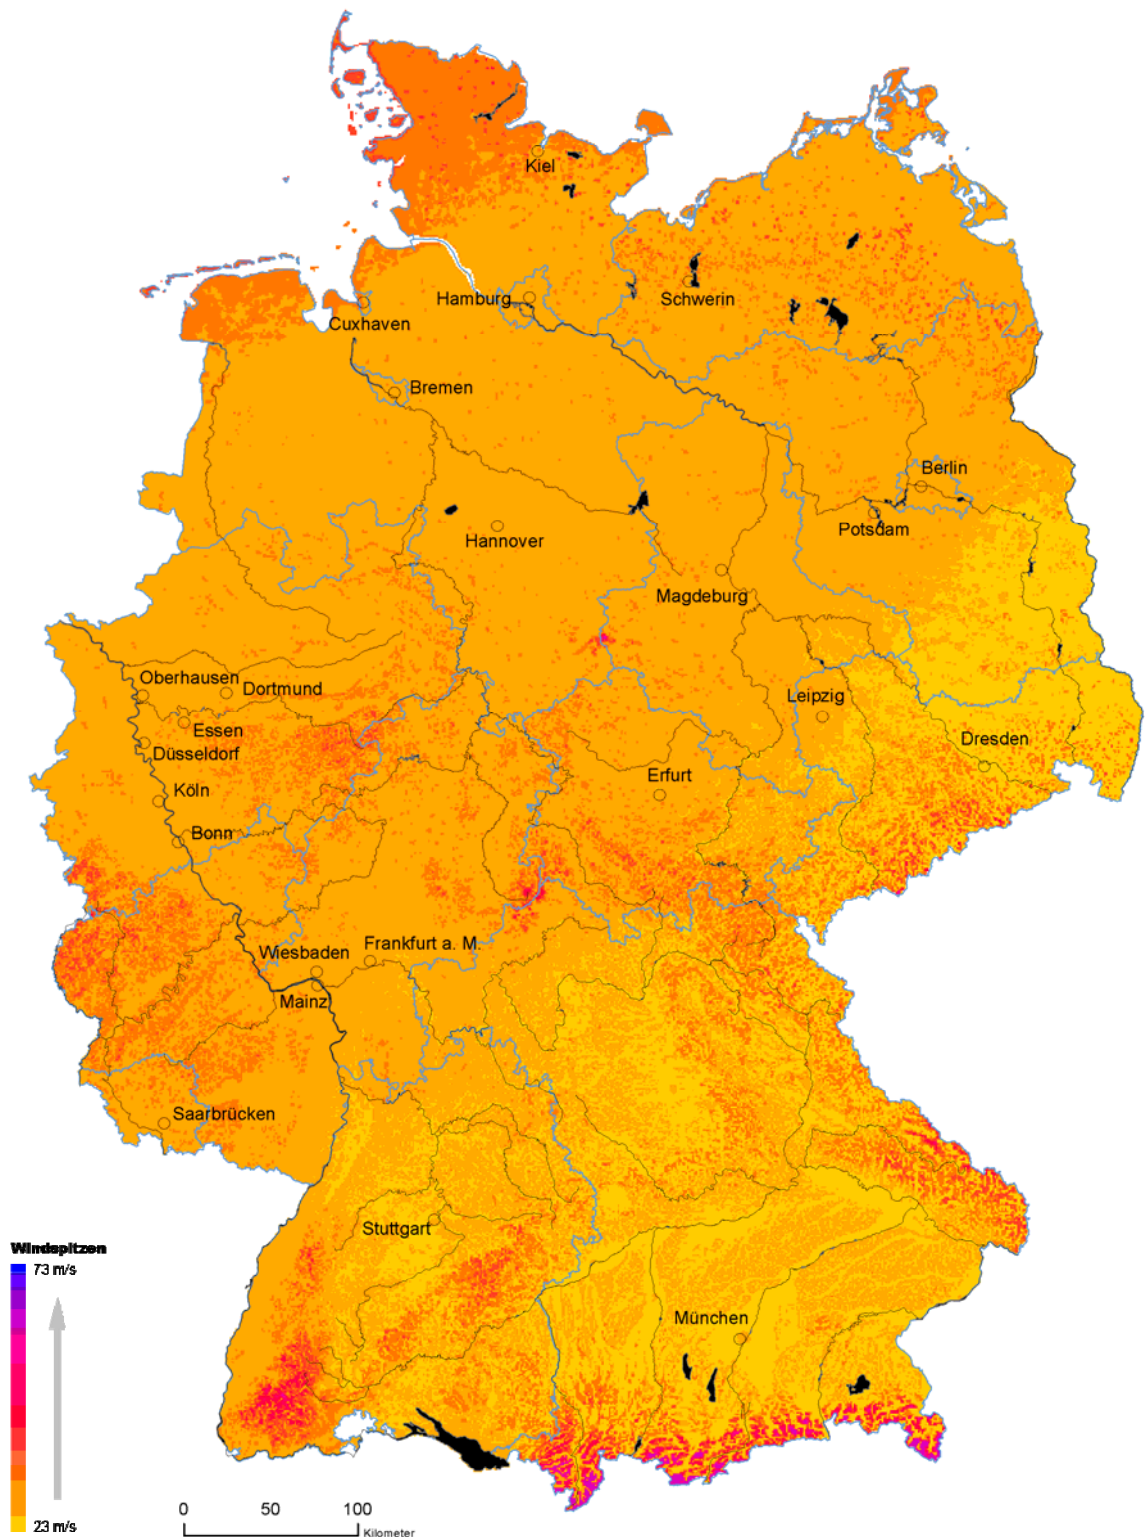 Kiel
Hamburg
Schwerin
Cuxhaven
Bremen
Berlin
Potsdam
Hannover
Magdeburg
Oberhausen
Dortmund
Leipzig
Essen
Düsseldorf
Dresden
Köln
Erfurt
Bonn
Wiesbaden
Frankfurt a. M.
Mainz
Saarbrücken
Stuttgart
München
Windspitzen
73 m/s
23 m/s
0 50 100
Kilometer